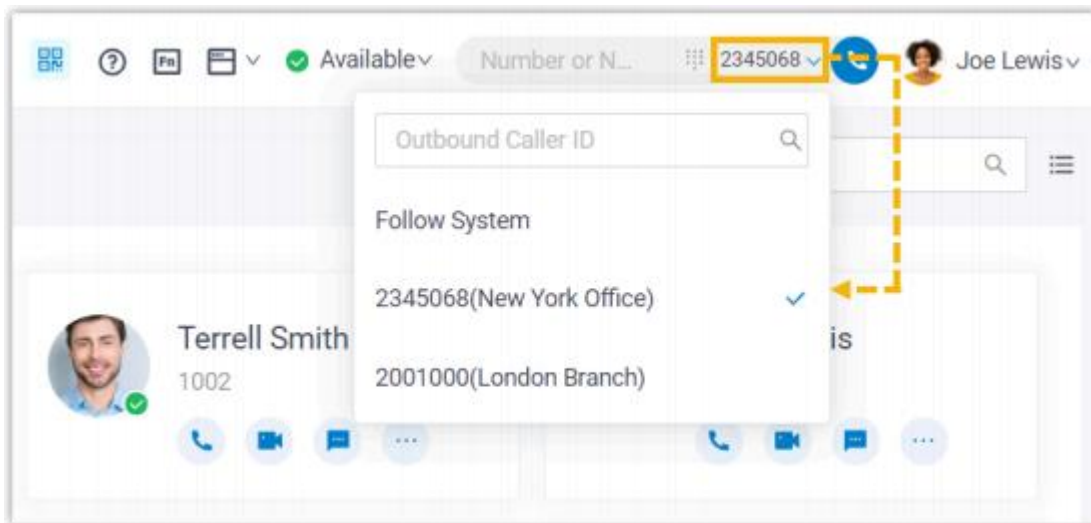 Fn
Available
Number or N...
2345068
Joe Lewis
Outbound Caller ID
Follow System
2345068(New York Office)
2001000(London Branch)
Terrell Smith
1002
is